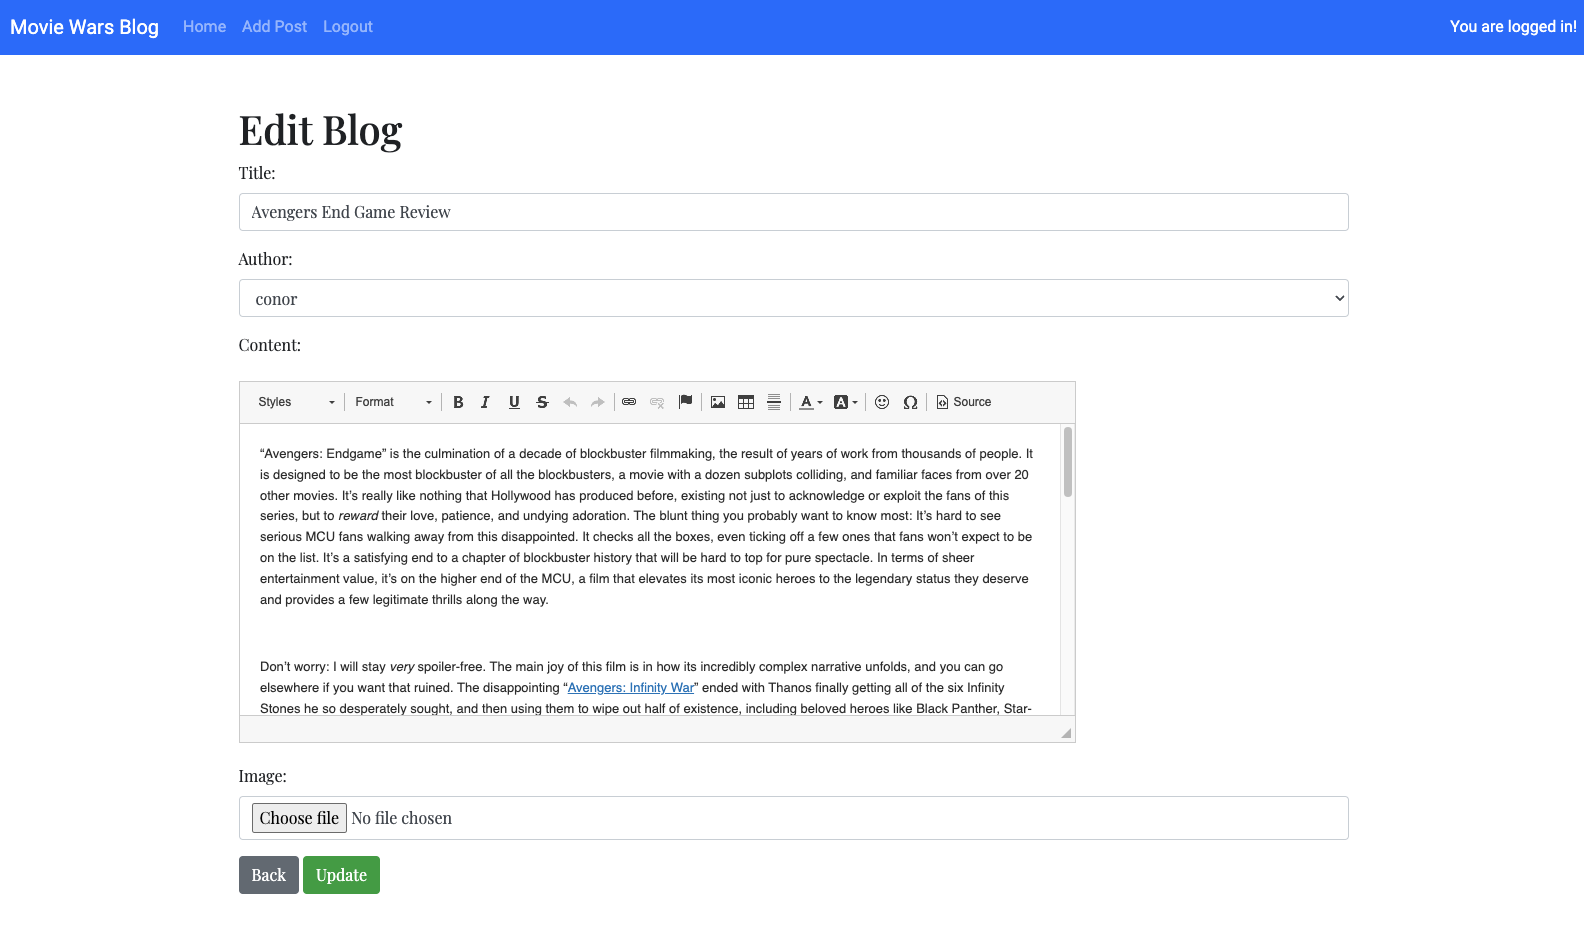 Movie Wars Blog Home Add Post Logout You are logged in!
Edit Blog
Title:
Avengers End Game Review
Author:
conor
Content:
Styles Format B I U S A A Ω Source
“Avengers: Endgame” is the culmination of a decade of blockbuster filmmaking, the result of years of work from thousands of people. It
is designed to be the most blockbuster of all the blockbusters, a movie with a dozen subplots colliding, and familiar faces from over 20
other movies. It’s really like nothing that Hollywood has produced before, existing not just to acknowledge or exploit the fans of this
series, but to reward their love, patience, and undying adoration. The blunt thing you probably want to know most: It’s hard to see
serious MCU fans walking away from this disappointed. It checks all the boxes, even ticking off a few ones that fans won’t expect to be
on the list. It’s a satisfying end to a chapter of blockbuster history that will be hard to top for pure spectacle. In terms of sheer
entertainment value, it’s on the higher end of the MCU, a film that elevates its most iconic heroes to the legendary status they deserve
and provides a few legitimate thrills along the way.
Don’t worry: I will stay very spoiler-free. The main joy of this film is in how its incredibly complex narrative unfolds, and you can go
elsewhere if you want that ruined. The disappointing “Avengers: Infinity War” ended with Thanos finally getting all of the six Infinity
Stones he so desperately sought, and then using them to wipe out half of existence, including beloved heroes like Black Panther, Star-
Image:
Choose file No file chosen
Back Update